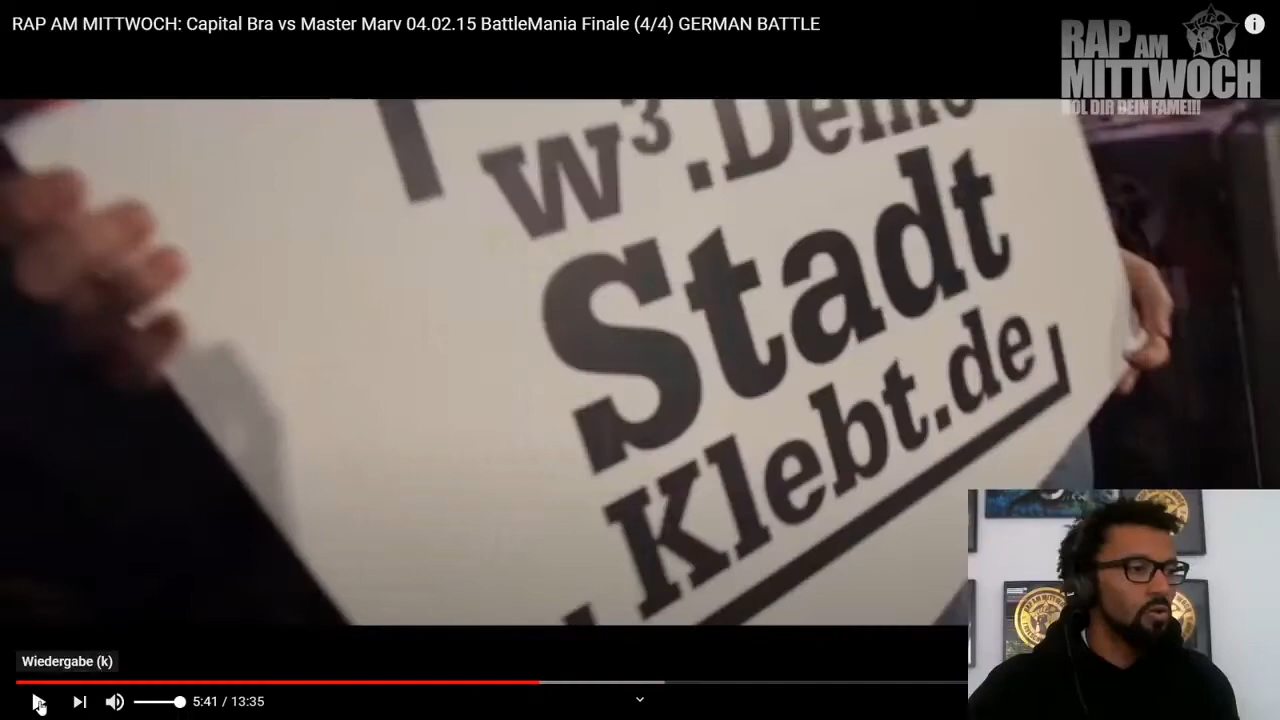 RAP AM MITTWOCH: Capital Bra vs Master Marv 04.02.15 BattleMania Finale (4/4) GERMAN BATTLE
RAP AM
MITTWOCH
HOL DIR DEIN FAME!!!
w³.Demo
Stadt
Klebt.de
Wiedergabe (k)
5:41 / 13:35